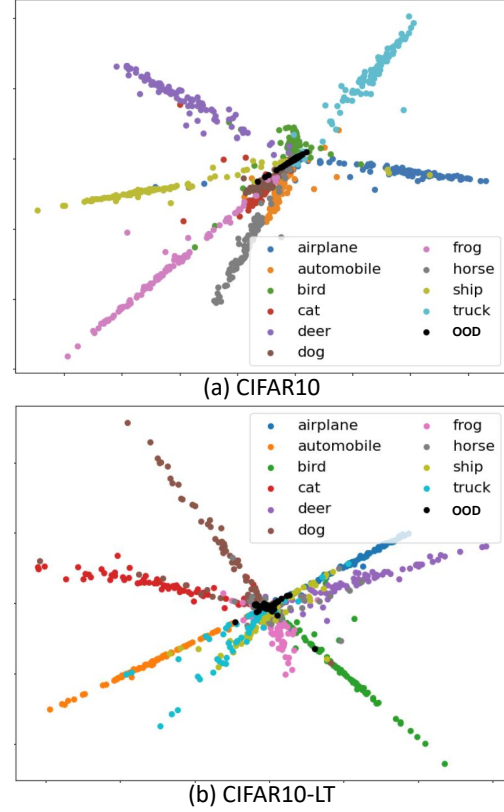 airplane frog
automobile horse
bird ship
cat truck
deer OOD
dog
(a) CIFAR10
airplane frog
automobile horse
bird ship
cat truck
deer OOD
dog
(b) CIFAR10-LT